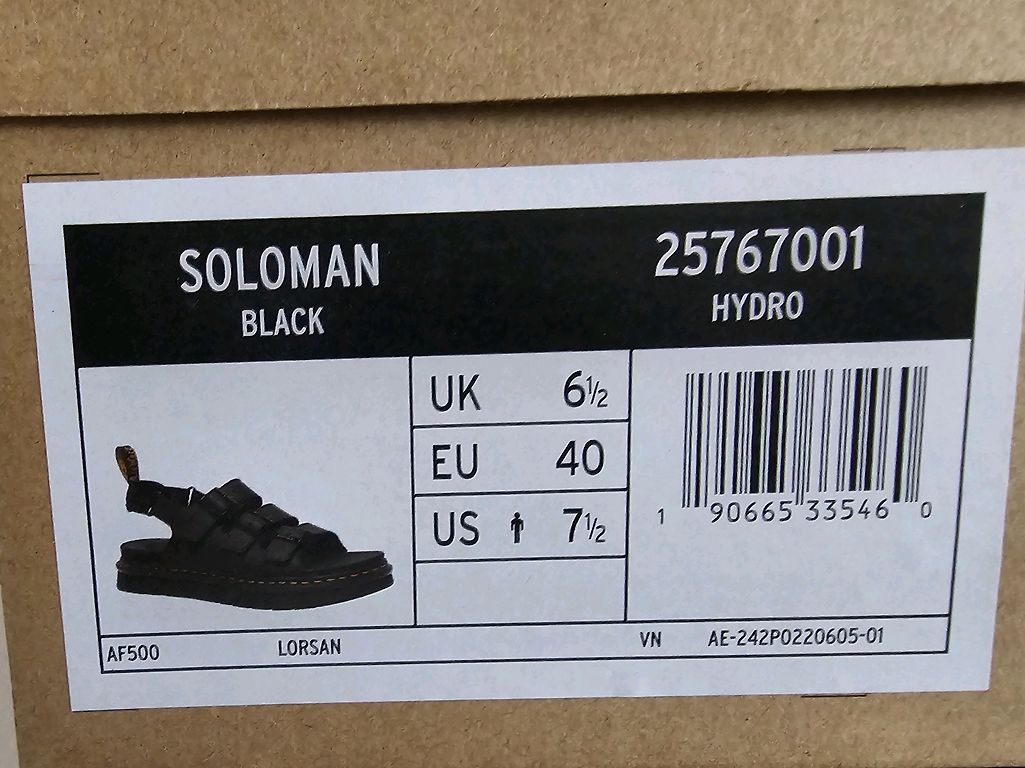 SOLOMAN
BLACK
25767001
HYDRO
UK 6½
EU 40
US 7½
1 90665 33546 0
AF500 LORSAN VN AE-242P0220605-01